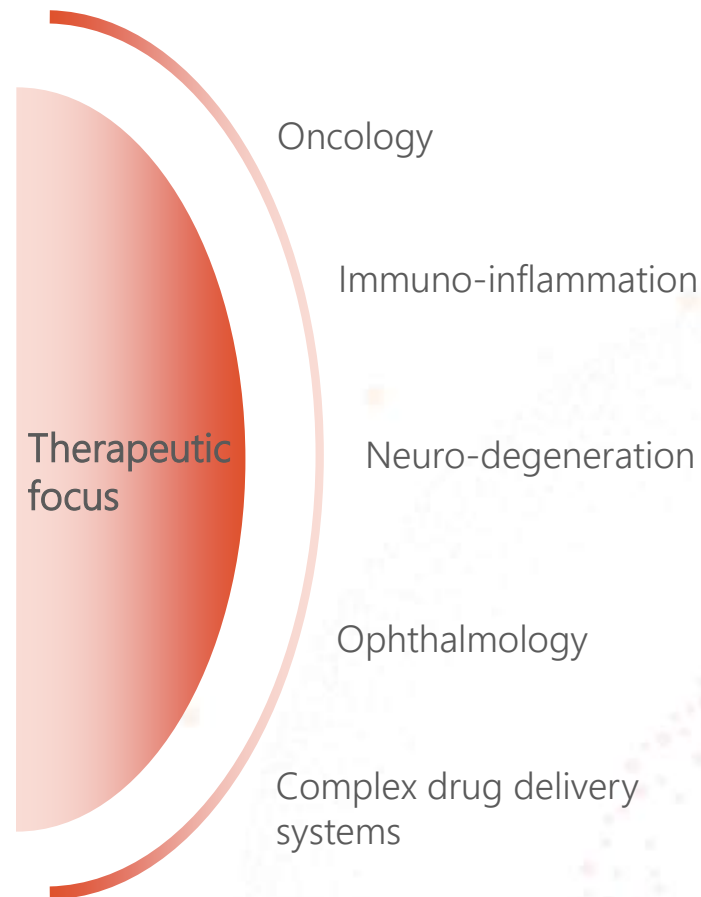 Oncology
Immuno-inflammation
Therapeutic
focus
Neuro-degeneration
Ophthalmology
Complex drug delivery
systems